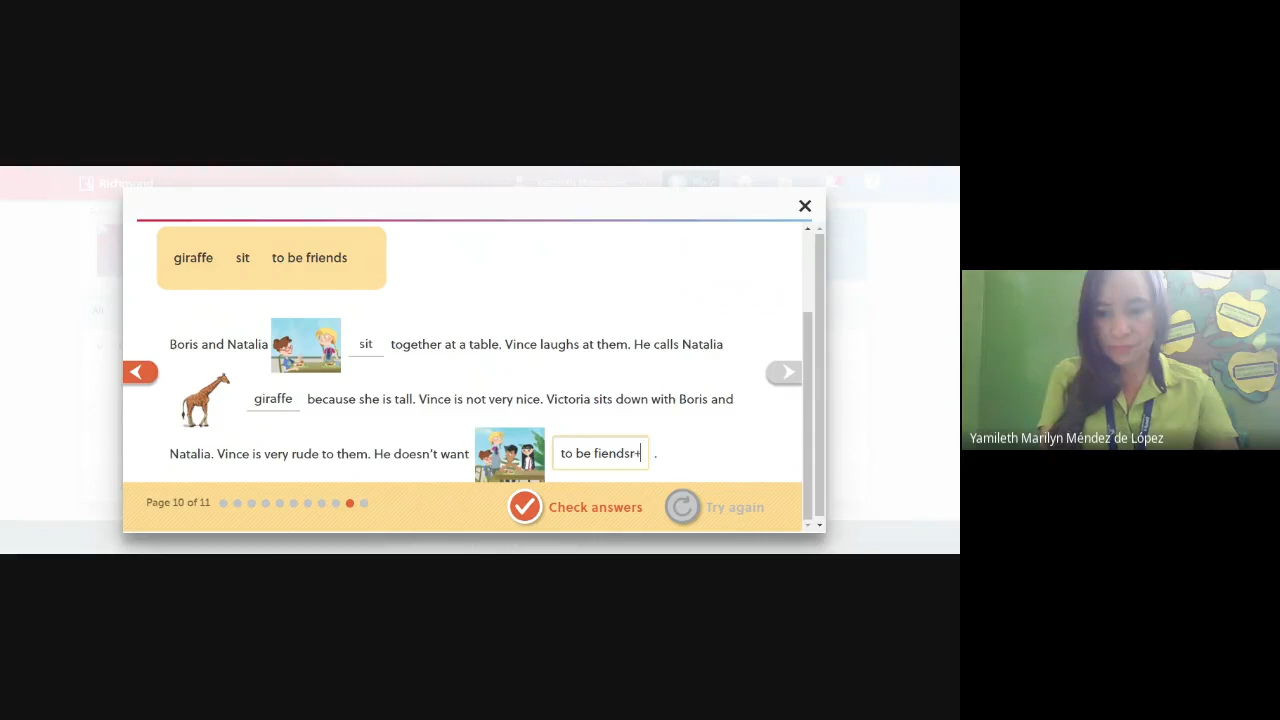 Richmond
giraffe sit to be friends
Boris and Natalia sit together at a table. Vince laughs at them. He calls Natalia
giraffe because she is tall. Vince is not very nice. Victoria sits down with Boris and
Natalia. Vince is very rude to them. He doesn't want to be fiendsr+ .
Page 10 of 11 Check answers Try again
Yamileth Marilyn Méndez de López